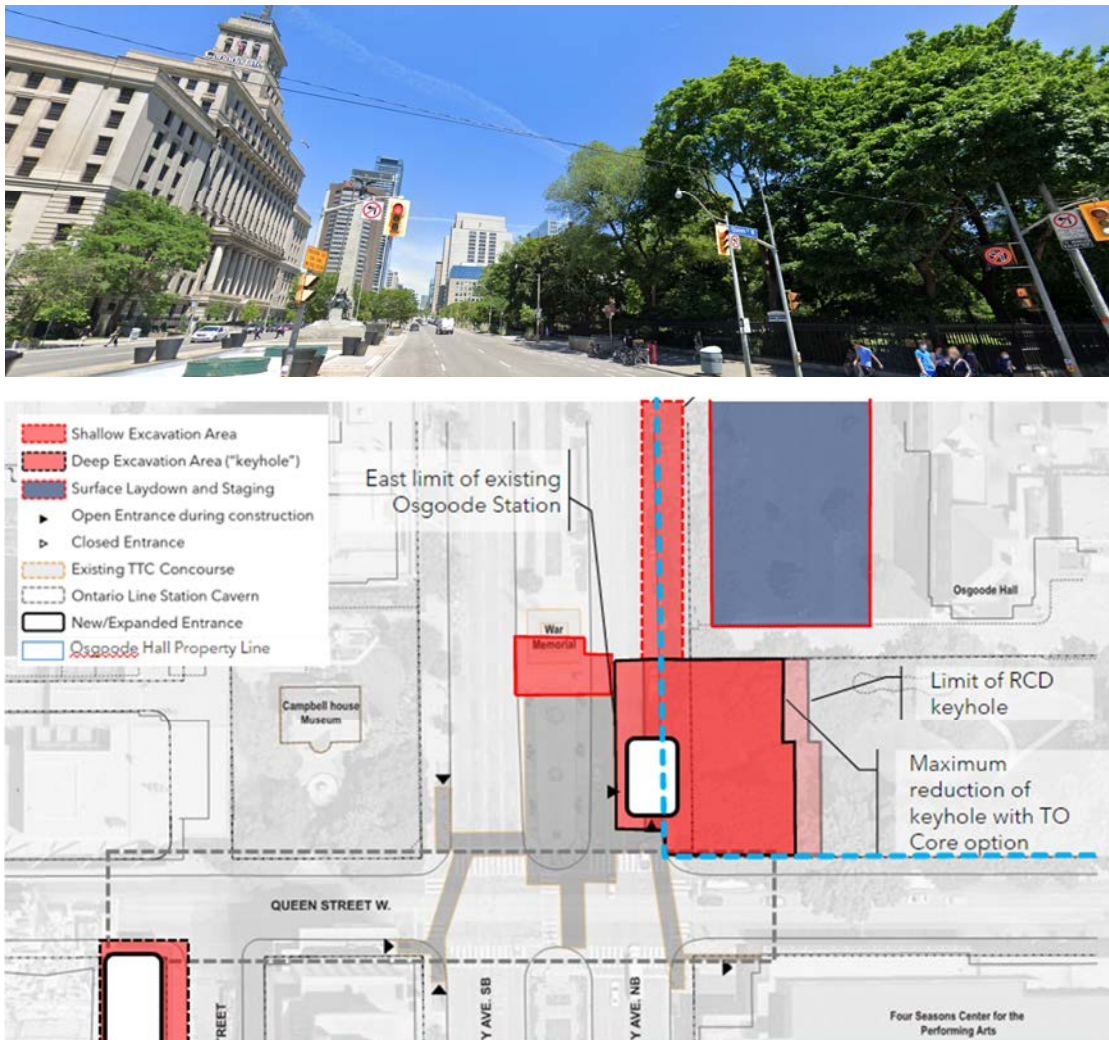 Shallow Excavation Area
Deep Excavation Area ("keyhole")
Surface Laydown and Staging
Open Entrance during construction
Closed Entrance
Existing TTC Concourse
Ontario Line Station Cavern
New/Expanded Entrance
Osgoode Hall Property Line
East limit of existing
Osgoode Station
Osgoode Hall
War
Memorial
Campbell house
Museum
Limit of RCD
keyhole
Maximum
reduction of
keyhole with TO
Core option
QUEEN STREET W.
TREET
Y AVE. SB
Y AVE. NB
Four Seasons Center for the
Performing Arts